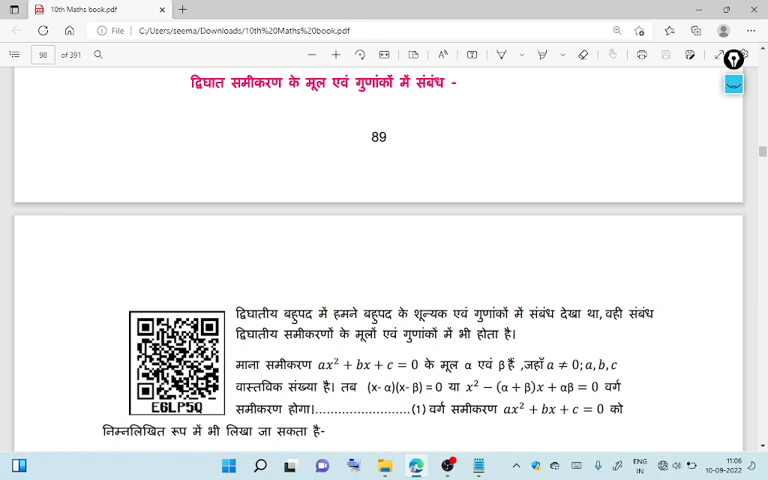 10th Maths book.pdf
File
C:/Users/seema/Downloads/10th%20Maths%20book.pdf
98 of 391
द्विघात समीकरण के मूल एवं गुणांकों में संबंध -
89
द्विघातीय बहुपद में हमने बहुपद के शून्यक एवं गुणांकों में संबंध देखा था, वही संबंध
द्विघातीय समीकरणों के मूलों एवं गुणांकों में भी होता है।
माना समीकरण ax² + bx + c = 0 के मूल α एवं β हैं ,जहाँ a ≠ 0; a, b, c
वास्तविक संख्या है। तब (x- α)(x- β) = 0 या x² − (α + β)x + αβ = 0 वर्ग
समीकरण होगा।........................(1) वर्ग समीकरण ax² + bx + c = 0 को
E6LP5Q
निम्नलिखित रूप में भी लिखा जा सकता है-
ENG
IN
11:06
10-09-2022